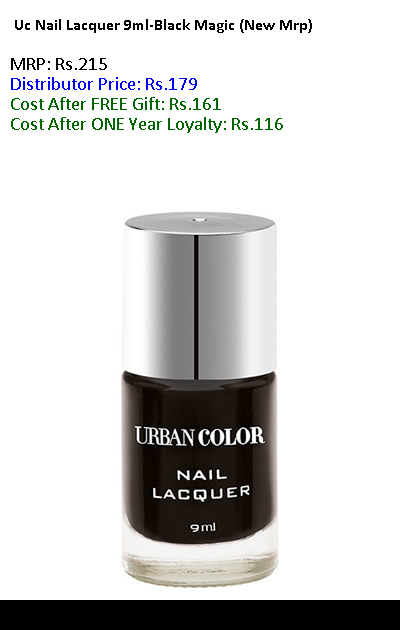 Uc Nail Lacquer 9ml-Black Magic (New Mrp)
MRP: Rs.215
Distributor Price: Rs.179
Cost After FREE Gift: Rs.161
Cost After ONE Year Loyalty: Rs.116
URBAN COLOR
NAIL
LACQUER
9ml